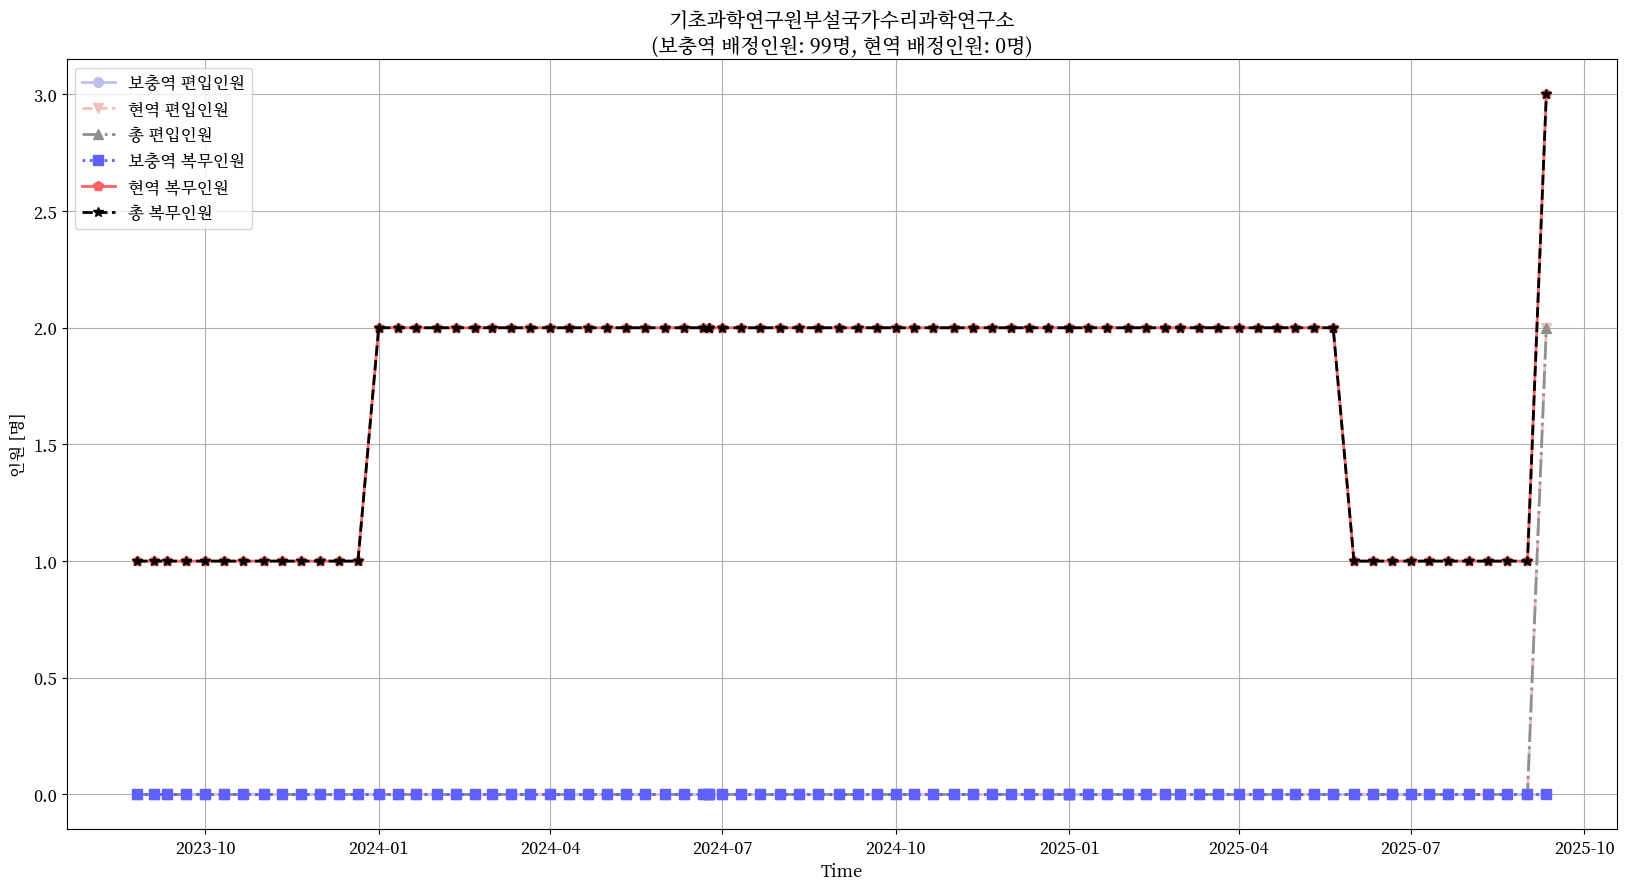 기초과학연구원부설국가수리과학연구소
(보충역 배정인원: 99명, 현역 배정인원: 0명)
보충역 편입인원
현역 편입인원
총 편입인원
보충역 복무인원
현역 복무인원
총 복무인원
인원 [명]
3.0
2.5
2.0
1.5
1.0
0.5
0.0
2023-10
2024-01
2024-04
2024-07
2024-10
2025-01
2025-04
2025-07
2025-10
Time